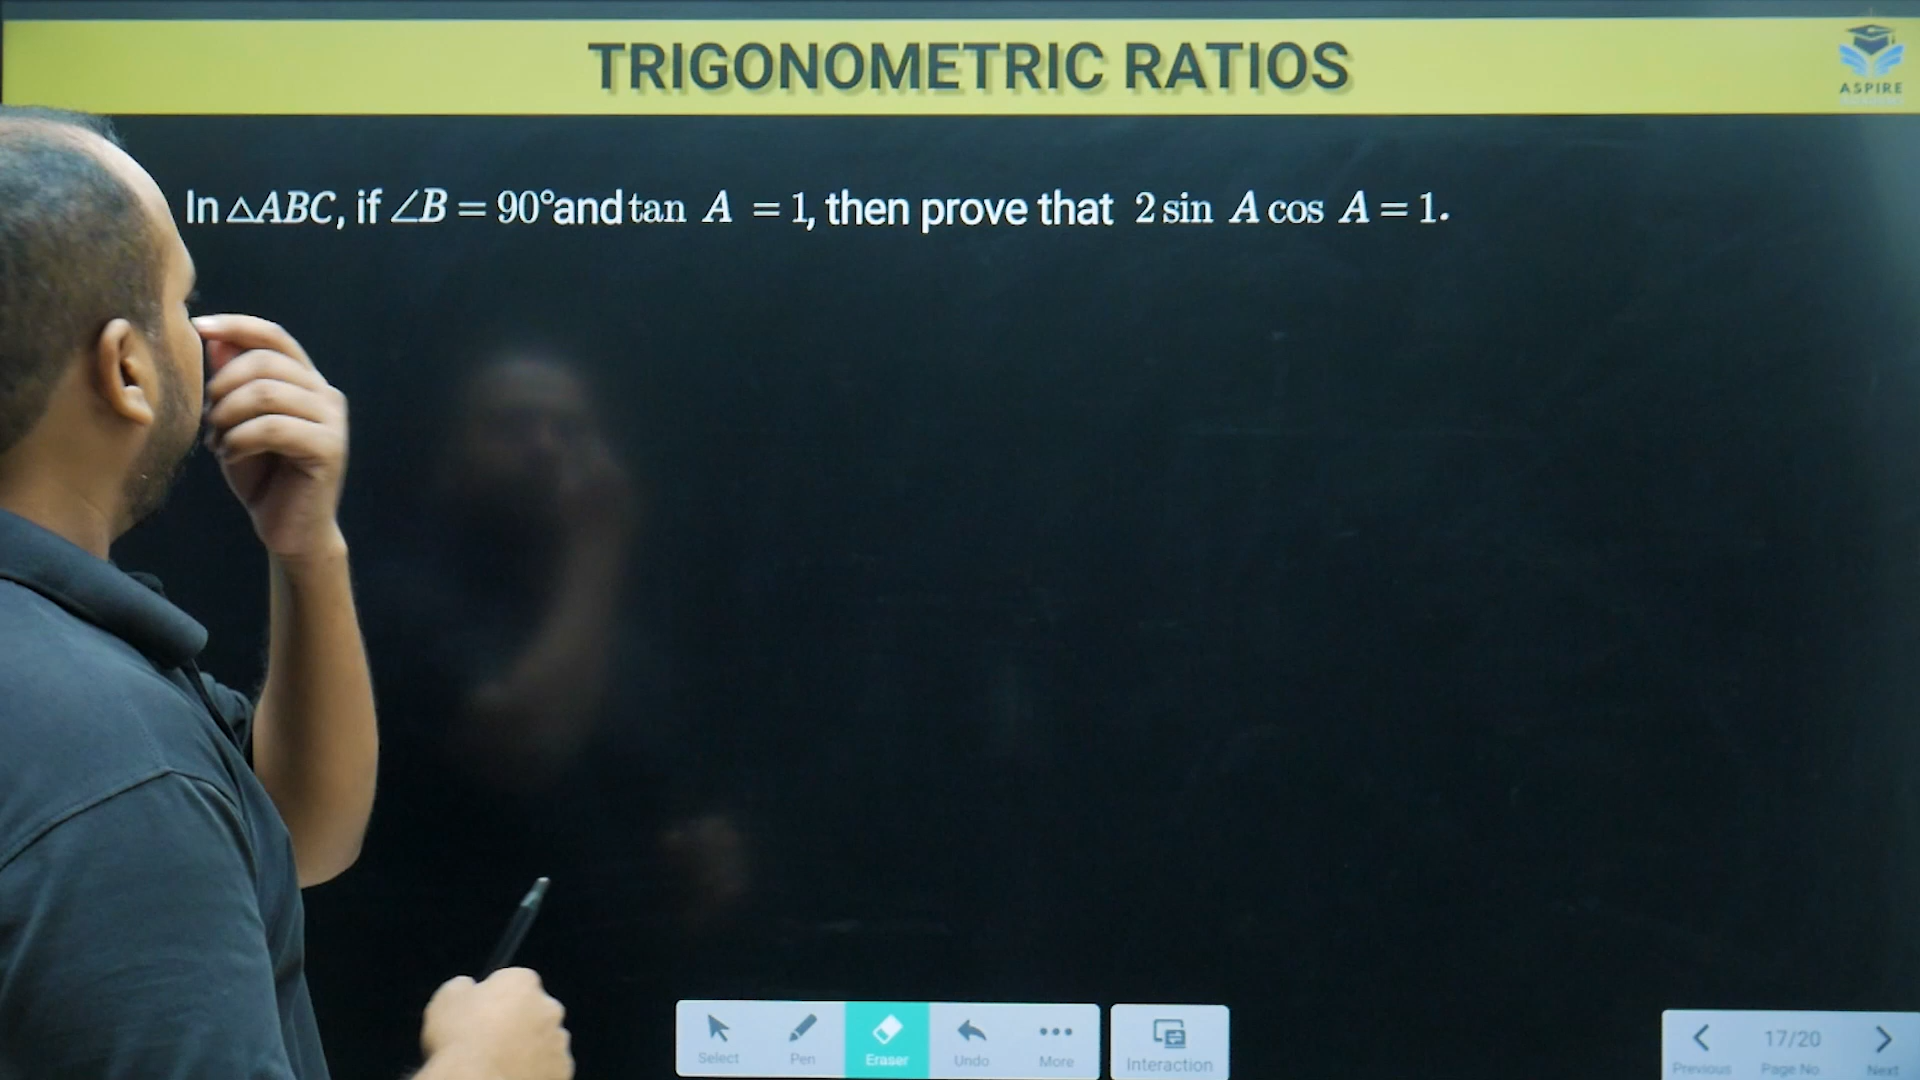 TRIGONOMETRIC RATIOS
ASPIRE
In △ABC, if ∠B = 90°and tan A = 1, then prove that 2 sin A cos A = 1.
Select
Pen
Eraser
Undo
More
Interaction
17/20
Previous
Page No
Next